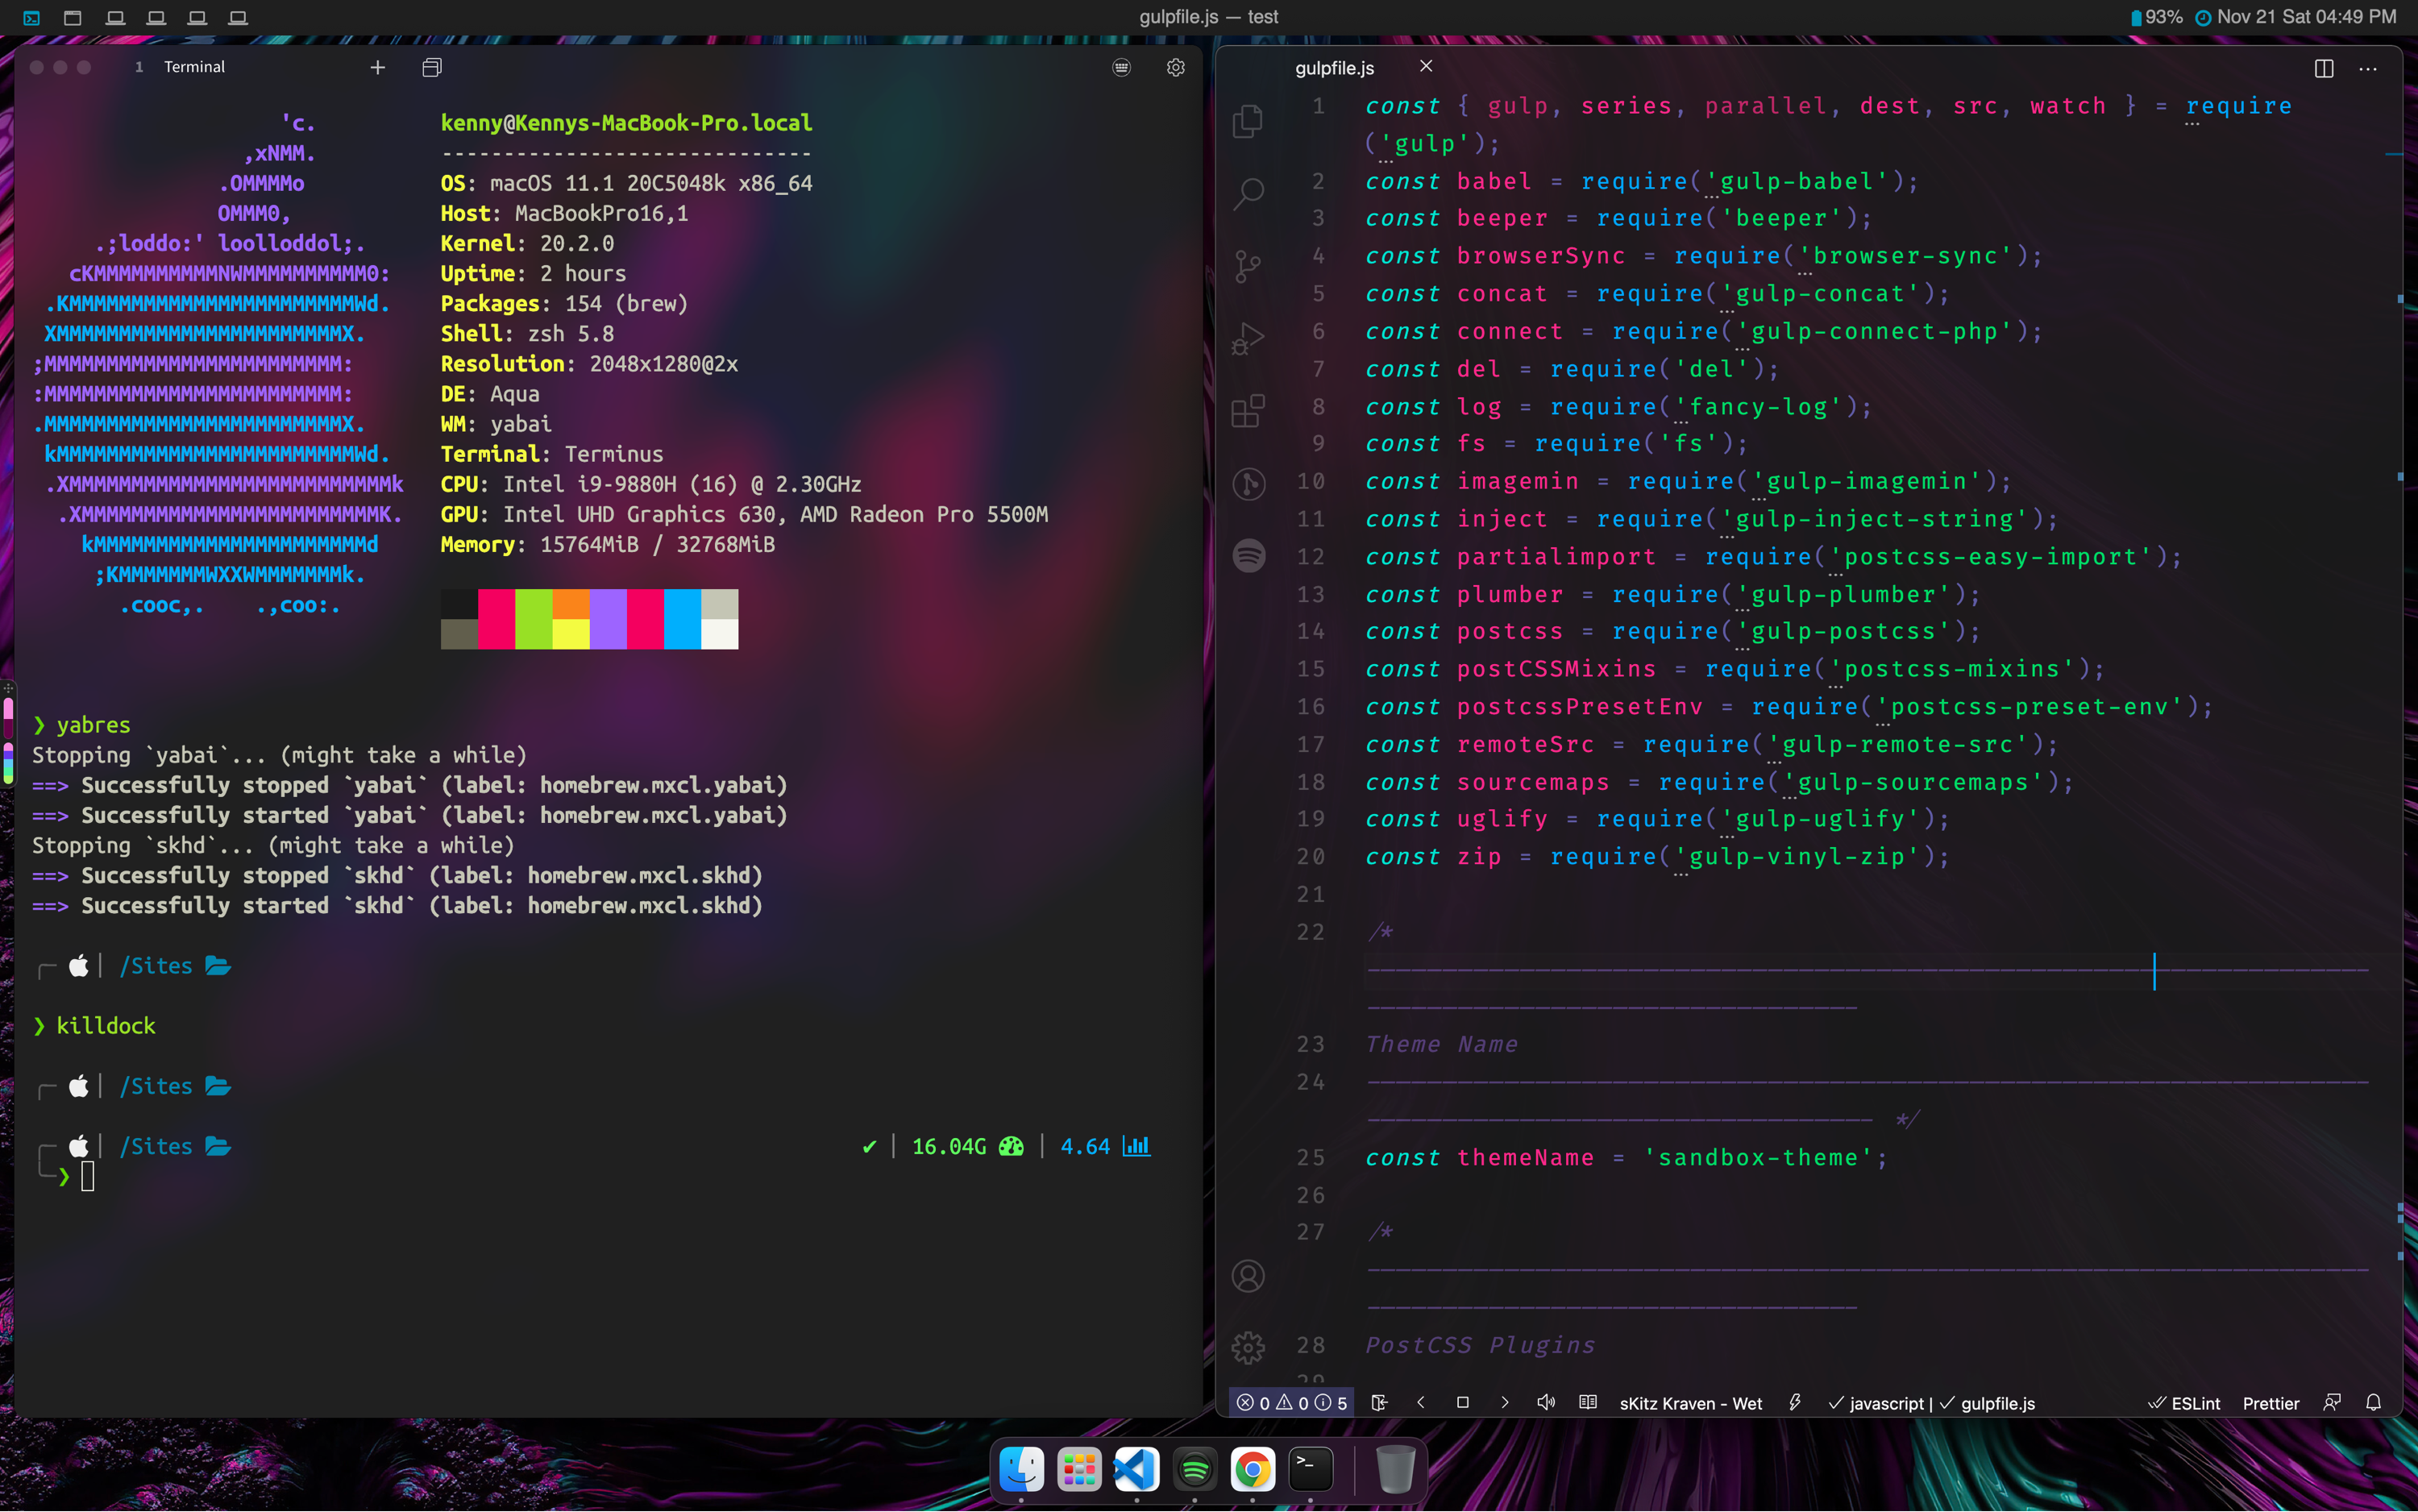 gulpfile.js — test
93% Nov 21 Sat 04:49 PM
1 Terminal
'c.
,xNMM.
.OMMMMo
OMMM0,
.;loddo:' loolloddol;.
cKMMMMMMMMMMNWMMMMMMMMMM0:
.KMMMMMMMMMMMMMMMMMMMMMMMWd.
XMMMMMMMMMMMMMMMMMMMMMMMX.
;MMMMMMMMMMMMMMMMMMMMMMMM:
:MMMMMMMMMMMMMMMMMMMMMMMM:
.MMMMMMMMMMMMMMMMMMMMMMMMX.
kMMMMMMMMMMMMMMMMMMMMMMMMWd.
.XMMMMMMMMMMMMMMMMMMMMMMMMMMk
.XMMMMMMMMMMMMMMMMMMMMMMMMK.
kMMMMMMMMMMMMMMMMMMMMMMd
;KMMMMMMMWXXWMMMMMMMk.
.cooc,. .,coo:.
kenny@Kennys-MacBook-Pro.local
------------------------------
OS: macOS 11.1 20C5048k x86_64
Host: MacBookPro16,1
Kernel: 20.2.0
Uptime: 2 hours
Packages: 154 (brew)
Shell: zsh 5.8
Resolution: 2048x1280@2x
DE: Aqua
WM: yabai
Terminal: Terminus
CPU: Intel i9-9880H (16) @ 2.30GHz
GPU: Intel UHD Graphics 630, AMD Radeon Pro 5500M
Memory: 15764MiB / 32768MiB
❯ yabres
Stopping `yabai`... (might take a while)
==> Successfully stopped `yabai` (label: homebrew.mxcl.yabai)
==> Successfully started `yabai` (label: homebrew.mxcl.yabai)
Stopping `skhd`... (might take a while)
==> Successfully stopped `skhd` (label: homebrew.mxcl.skhd)
==> Successfully started `skhd` (label: homebrew.mxcl.skhd)
/Sites
❯ killdock
/Sites
/Sites ✔ | 16.04G | 4.64
❯
gulpfile.js
1 const { gulp, series, parallel, dest, src, watch } = require
('gulp');
2 const babel = require('gulp-babel');
3 const beeper = require('beeper');
4 const browserSync = require('browser-sync');
5 const concat = require('gulp-concat');
6 const connect = require('gulp-connect-php');
7 const del = require('del');
8 const log = require('fancy-log');
9 const fs = require('fs');
10 const imagemin = require('gulp-imagemin');
11 const inject = require('gulp-inject-string');
12 const partialimport = require('postcss-easy-import');
13 const plumber = require('gulp-plumber');
14 const postcss = require('gulp-postcss');
15 const postCSSMixins = require('postcss-mixins');
16 const postcssPresetEnv = require('postcss-preset-env');
17 const remoteSrc = require('gulp-remote-src');
18 const sourcemaps = require('gulp-sourcemaps');
19 const uglify = require('gulp-uglify');
20 const zip = require('gulp-vinyl-zip');
21
22 /*
23 Theme Name
24
*/
25 const themeName = 'sandbox-theme';
26
27 /*
28 PostCSS Plugins
29
0 0 5 sKitz Kraven - Wet javascript | gulpfile.js ESLint Prettier